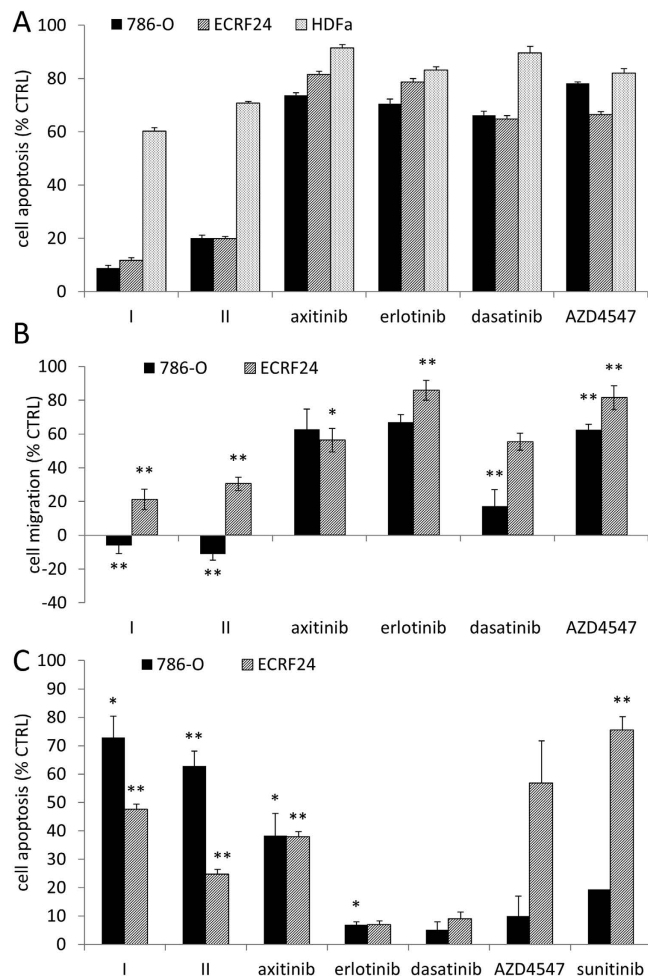 A
786-O ECRF24 HDFa
cell apoptosis (% CTRL)
100
80
60
40
20
0
I II axitinib erlotinib dasatinib AZD4547
B
786-O ECRF24
cell migration (% CTRL)
100
80
60
40
20
0
-20
-40
** ** ** ** * ** ** ** **
I II axitinib erlotinib dasatinib AZD4547
C
786-O ECRF24
cell apoptosis (% CTRL)
100
90
80
70
60
50
40
30
20
10
0
* ** ** ** * ** * **
I II axitinib erlotinib dasatinib AZD4547 sunitinib